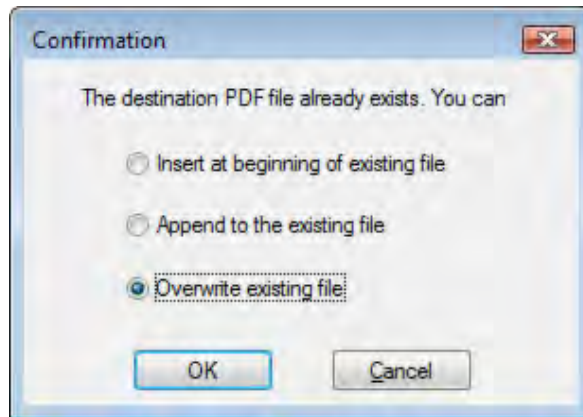 Confirmation
The destination PDF file already exists. You can
Insert at beginning of existing file
Append to the existing file
Overwrite existing file
OK
Cancel